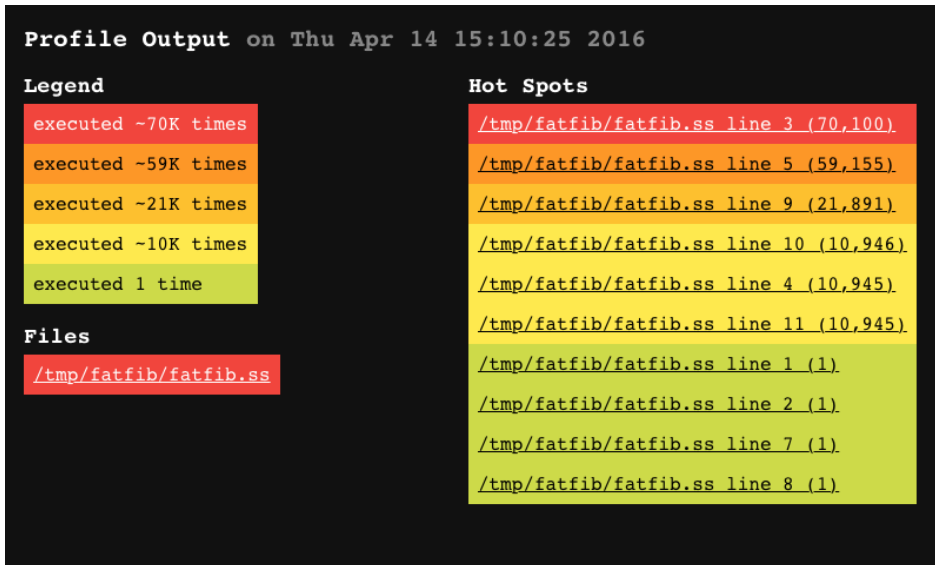 Profile Output on Thu Apr 14 15:10:25 2016
Legend
executed ~70K times
executed ~59K times
executed ~21K times
executed ~10K times
executed 1 time
Files
/tmp/fatfib/fatfib.ss
Hot Spots
/tmp/fatfib/fatfib.ss line 3 (70,100)
/tmp/fatfib/fatfib.ss line 5 (59,155)
/tmp/fatfib/fatfib.ss line 9 (21,891)
/tmp/fatfib/fatfib.ss line 10 (10,946)
/tmp/fatfib/fatfib.ss line 4 (10,945)
/tmp/fatfib/fatfib.ss line 11 (10,945)
/tmp/fatfib/fatfib.ss line 1 (1)
/tmp/fatfib/fatfib.ss line 2 (1)
/tmp/fatfib/fatfib.ss line 7 (1)
/tmp/fatfib/fatfib.ss line 8 (1)